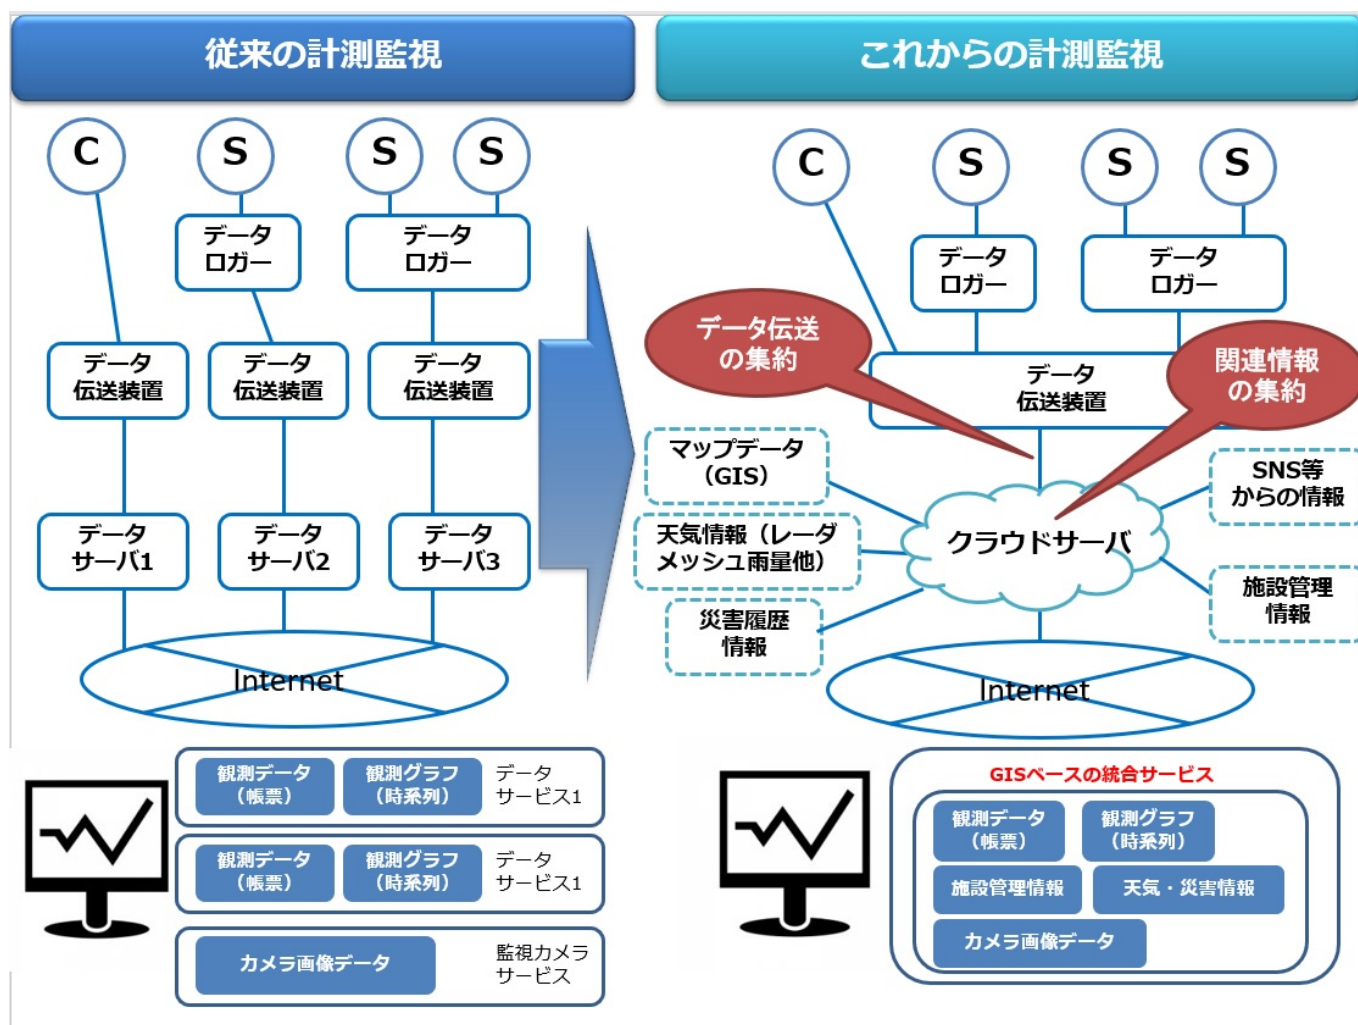 従来の計測監視
C
S
S
S
データ
ロガー
データ
ロガー
データ
伝送装置
データ
伝送装置
データ
伝送装置
データ
サーバ1
データ
サーバ2
データ
サーバ3
Internet
観測データ
(帳票)
観測グラフ
(時系列)
データ
サービス1
観測データ
(帳票)
観測グラフ
(時系列)
データ
サービス1
カメラ画像データ
監視カメラ
サービス
これからの計測監視
C
S
S
S
データ
ロガー
データ
ロガー
データ伝送
の集約
関連情報
の集約
データ
伝送装置
マップデータ
(GIS)
天気情報(レーダ
メッシュ雨量他)
災害履歴
情報
クラウドサーバ
SNS等
からの情報
施設管理
情報
Internet
GISベースの統合サービス
観測データ
(帳票)
観測グラフ
(時系列)
施設管理情報
天気・災害情報
カメラ画像データ